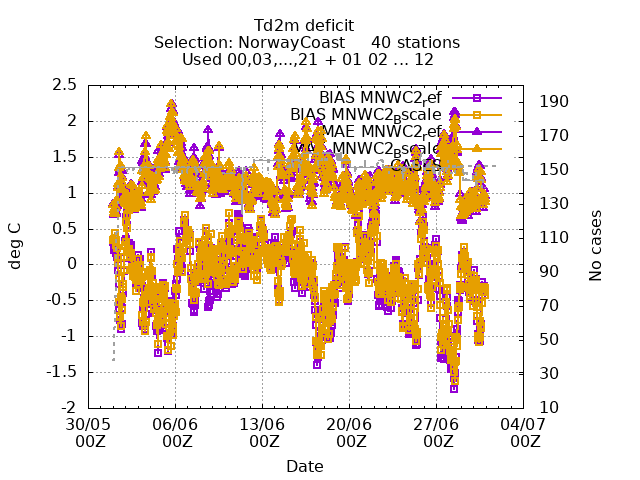 Td2m deficit
Selection: NorwayCoast     40 stations
Used 00,03,...,21 + 01 02 ... 12
2.5
2
1.5
1
0.5
0
-0.5
-1
-1.5
-2
deg C
190
170
150
130
110
90
70
50
30
10
No cases
BIAS MNWC2_ref
BIAS MNWC2_Bscale
MAE MNWC2_ref
MAE MNWC2_Bscale
CASES
30/05 00Z
06/06 00Z
13/06 00Z
20/06 00Z
27/06 00Z
04/07 00Z
Date